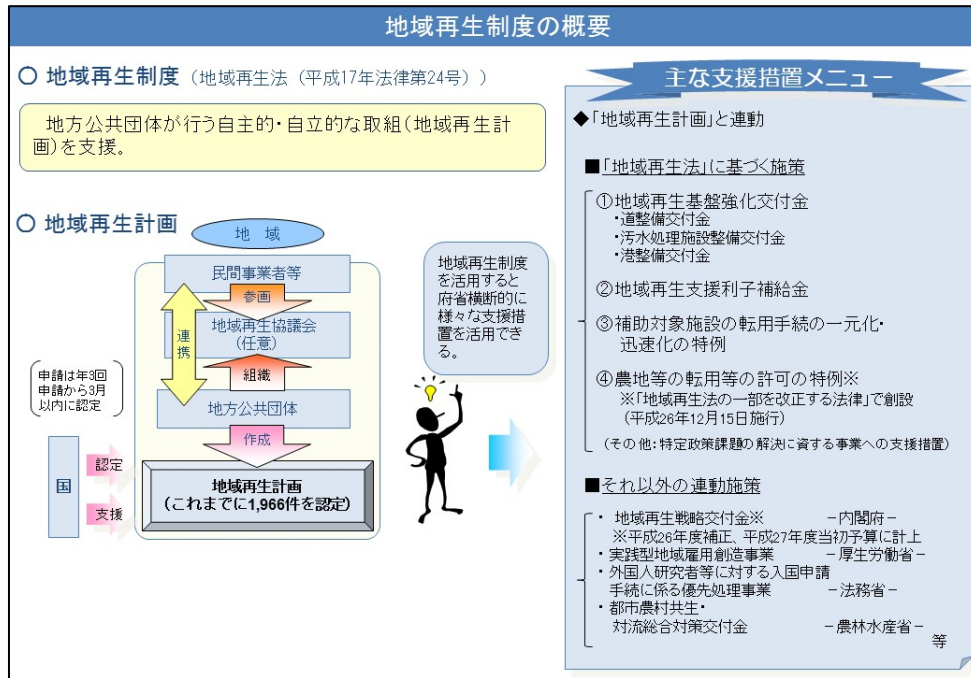 地域再生制度の概要
〇 地域再生制度（地域再生法（平成17年法律第24号））
地方公共団体が行う自主的・自立的な取組(地域再生計
画)を支援。
〇 地域再生計画
地　域
民間事業者等
参画
地域再生協議会
(任意)
連携
組織
地方公共団体
作成
申請は年3回
申請から3月
以内に認定
国
認定
支援
地域再生計画
(これまでに1,966件を認定)
地域再生制度
を活用すると
府省横断的に
様々な支援措
置を活用でき
る。
主な支援措置メニュー
◆「地域再生計画」と連動
■「地域再生法」に基づく施策
①地域再生基盤強化交付金
・道整備交付金
・汚水処理施設整備交付金
・港整備交付金
②地域再生支援利子補給金
③補助対象施設の転用手続の一元化・
迅速化の特例
④農地等の転用等の許可の特例※
※「地域再生法の一部を改正する法律」で創設
(平成26年12月15日施行)
(その他：特定政策課題の解決に資する事業への支援措置)
■それ以外の連動施策
・ 地域再生戦略交付金※　－内閣府－
※平成26年度補正、平成27年度当初予算に計上
・ 実践型地域雇用創造事業　－厚生労働省－
・ 外国人研究者等に対する入国申請
手続に係る優先処理事業　－法務省－
・ 都市農村共生・
対流総合対策交付金　－農林水産省－
等